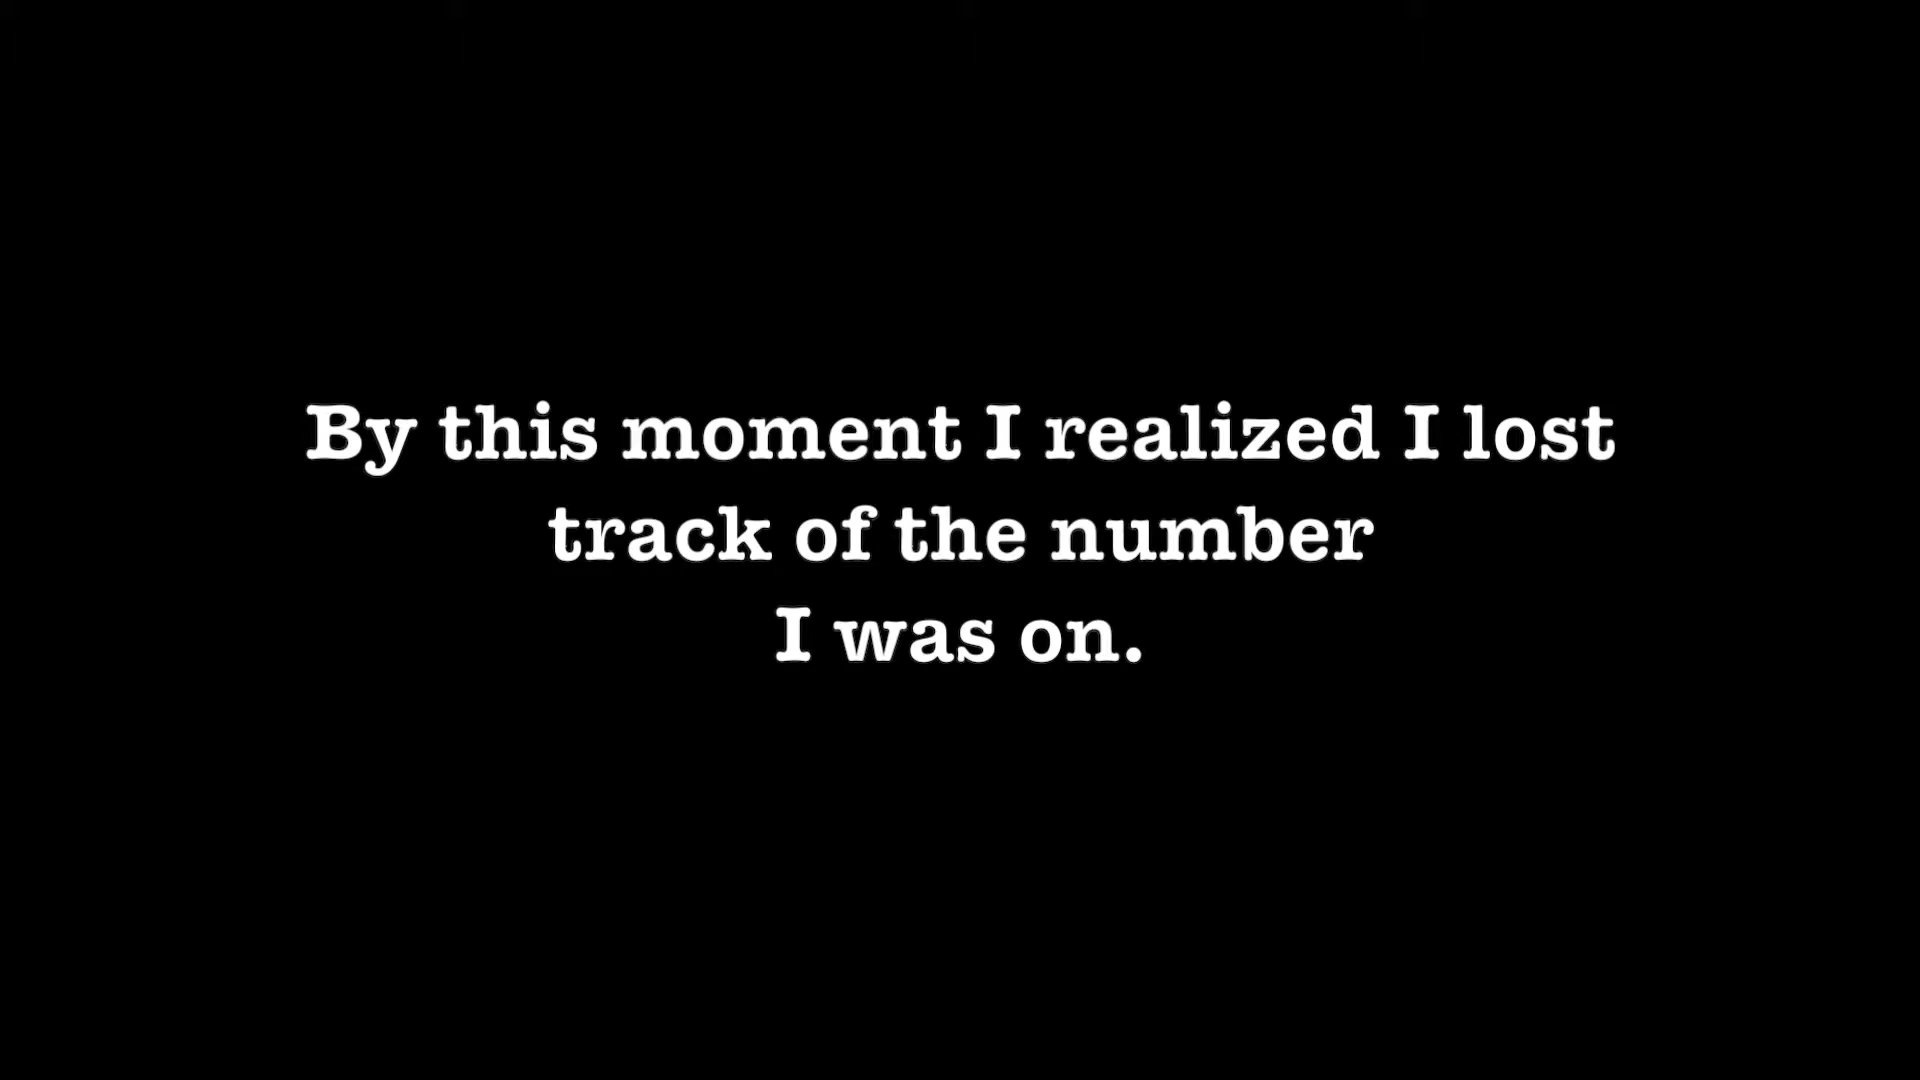 By this moment I realized I lost
track of the number
I was on.